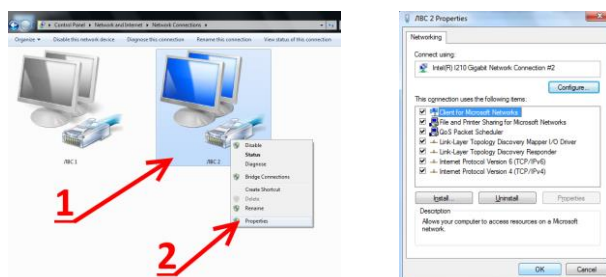 Control Panel ▸ Network and Internet ▸ Network Connections ▸
Organize ▾ Disable this network device Diagnose this connection Rename this connection View status of this connection
ЛВС 1
ЛВС 2
Disable
Status
Diagnose
Bridge Connections
Create Shortcut
Delete
Rename
Properties
1
2
ЛВС 2 Properties
Networking
Connect using:
Intel(R) I210 Gigabit Network Connection #2
Configure...
This connection uses the following items:
Client for Microsoft Networks
File and Printer Sharing for Microsoft Networks
QoS Packet Scheduler
Link-Layer Topology Discovery Mapper I/O Driver
Link-Layer Topology Discovery Responder
Internet Protocol Version 6 (TCP/IPv6)
Internet Protocol Version 4 (TCP/IPv4)
Install... Uninstall Properties
Description
Allows your computer to access resources on a Microsoft
network.
OK Cancel